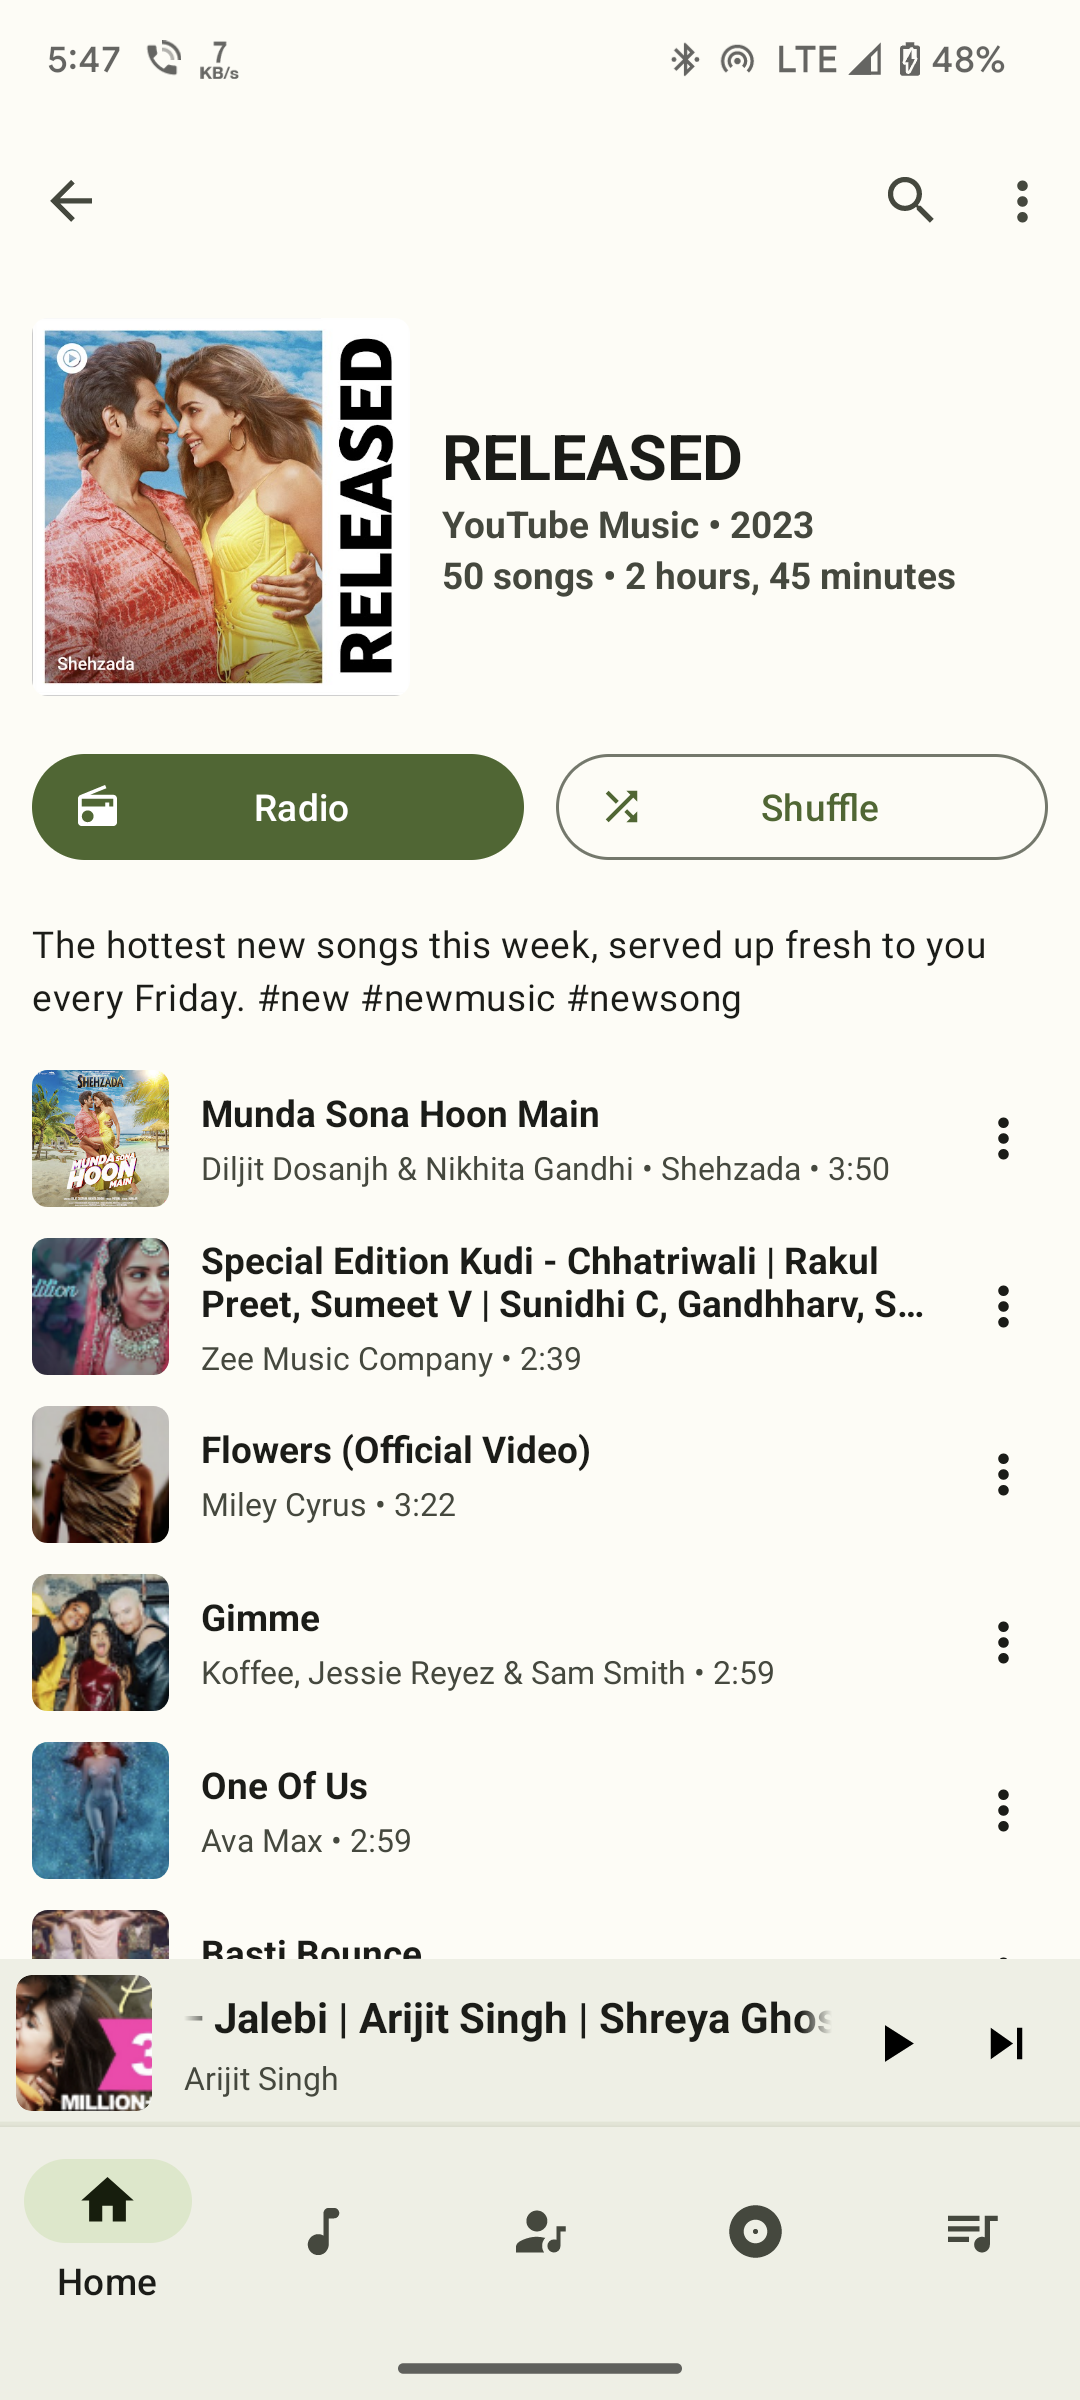 5:47
7
KB/s
LTE
48%
Shehzada
RELEASED
RELEASED
YouTube Music • 2023
50 songs • 2 hours, 45 minutes
Radio
Shuffle
The hottest new songs this week, served up fresh to you
every Friday. #new #newmusic #newsong
SHEHZADA
MUNDA SONA
HOON
MAIN
Munda Sona Hoon Main
Diljit Dosanjh & Nikhita Gandhi • Shehzada • 3:50
Special Edition Kudi - Chhatriwali | Rakul
Preet, Sumeet V | Sunidhi C, Gandhharv, S...
Zee Music Company • 2:39
Flowers (Official Video)
Miley Cyrus • 3:22
Gimme
Koffee, Jessie Reyez & Sam Smith • 2:59
One Of Us
Ava Max • 2:59
Basti Bounce
3
MILLION
- Jalebi | Arijit Singh | Shreya Ghos
Arijit Singh
Home